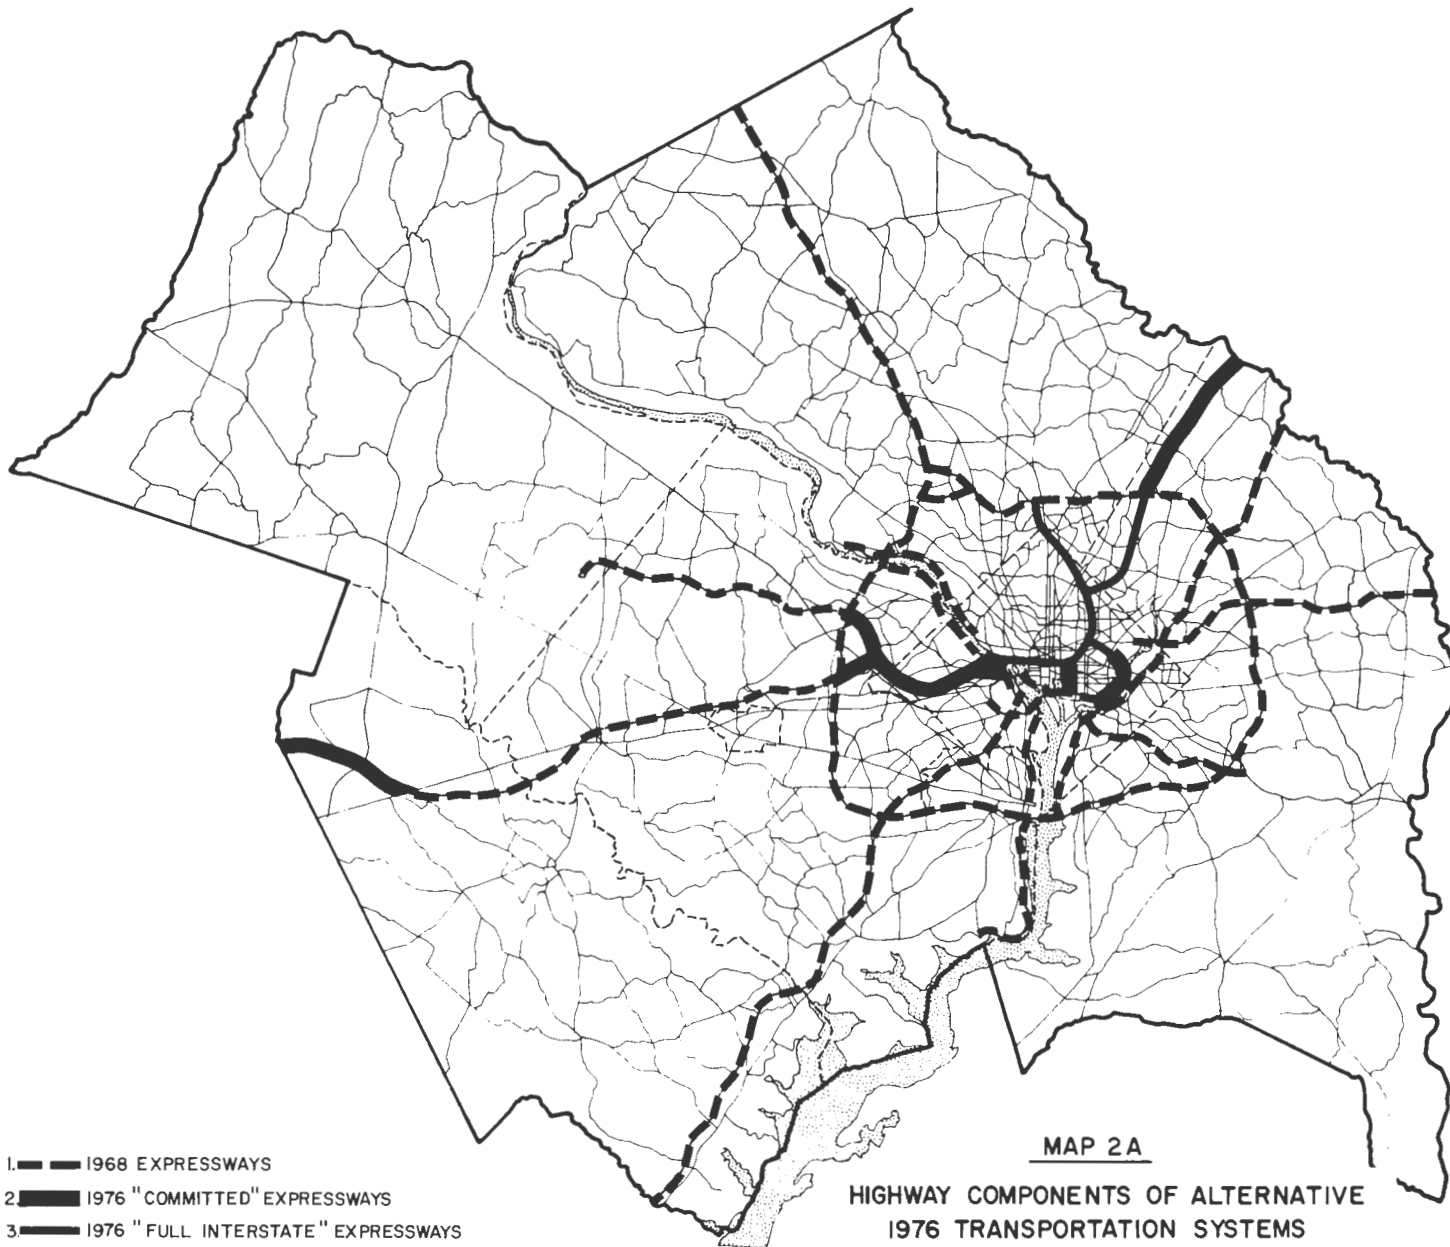 1. 1968 EXPRESSWAYS
2. 1976 "COMMITTED" EXPRESSWAYS
3. 1976 "FULL INTERSTATE" EXPRESSWAYS
MAP 2A
HIGHWAY COMPONENTS OF ALTERNATIVE
1976 TRANSPORTATION SYSTEMS